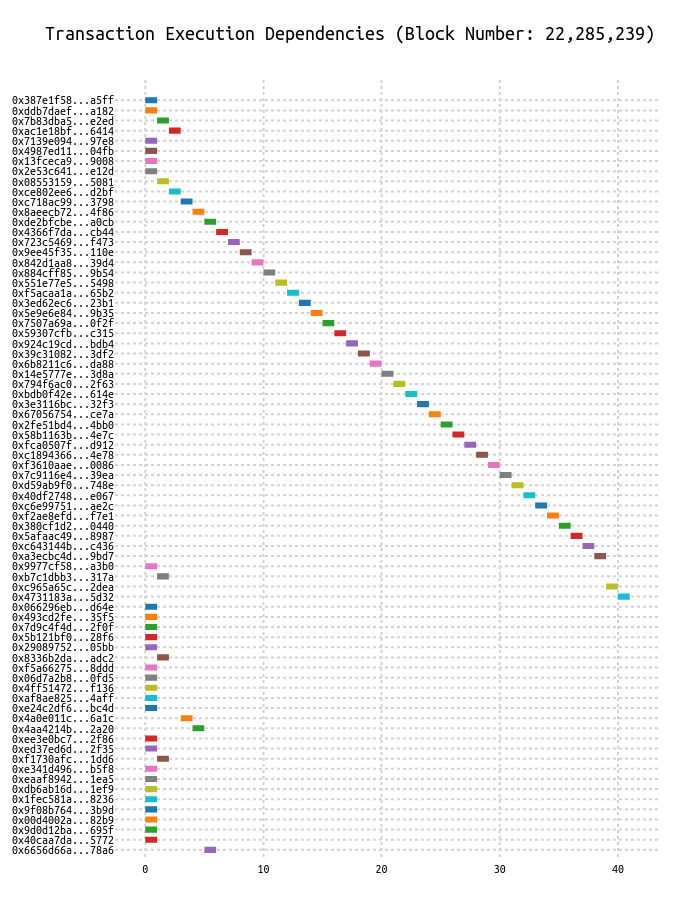 Transaction Execution Dependencies (Block Number: 22,285,239)
0x387e1f58...a5ff
0xddb7daef...a182
0x7b83dba5...e2ed
0xac1e18bf...6414
0x7139e094...97e8
0x4987ed11...04fb
0x13fceca9...9008
0x2e53c641...e12d
0x08553159...5081
0xce802ee6...d2bf
0xc718ac99...3798
0x8aeecb72...4f86
0xde2bfcbe...a0cb
0x4366f7da...cb44
0x723c5469...f473
0x9ee45f35...110e
0x842d1aa8...39d4
0x884cff85...9b54
0x551e77e5...5498
0xf5acaa1a...65b2
0x3ed62ec6...23b1
0x5e9e6e84...9b35
0x7507a69a...0f2f
0x59307cfb...c315
0x924c19cd...bdb4
0x39c31082...3df2
0x6b8211c6...da88
0x14e5777e...3d8a
0x794f6ac0...2f63
0xbdb0f42e...614e
0x3e3116bc...32f3
0x67056754...ce7a
0x2fe51bd4...4bb0
0x58b1163b...4e7c
0xfca0507f...d912
0xc1894366...4e78
0xf3610aae...0086
0x7c9116e4...39ea
0xd59ab9f0...748e
0x40df2748...e067
0xc6e99751...ae2c
0xf2ae8efd...f7e1
0x380cf1d2...0440
0x5afaac49...8987
0xc643144b...c436
0xa3ecbc4d...9bd7
0x9977cf58...a3b0
0xb7c1dbb3...317a
0xc965a65c...2dea
0x4731183a...5d32
0x066296eb...d64e
0x493cd2fe...35f5
0x7d9c4f4d...2f0f
0x5b121bf0...28f6
0x29089752...05bb
0x8336b2da...adc2
0xf5a66275...8ddd
0x06d7a2b8...0fd5
0x4ff51472...f136
0xaf8ae825...4aff
0xe24c2df6...bc4d
0x4a0e011c...6a1c
0x4aa4214b...2a20
0xee3e0bc7...2f86
0xed37ed6d...2f35
0xf1730afc...1dd6
0xe341d496...b5f8
0xeaaf8942...1ea5
0xdb6ab16d...1ef9
0x1fec581a...8236
0x9f08b764...3b9d
0x00d4002a...82b9
0x9d0d12ba...695f
0x40caa7da...5772
0x6656d66a...78a6
0 10 20 30 40